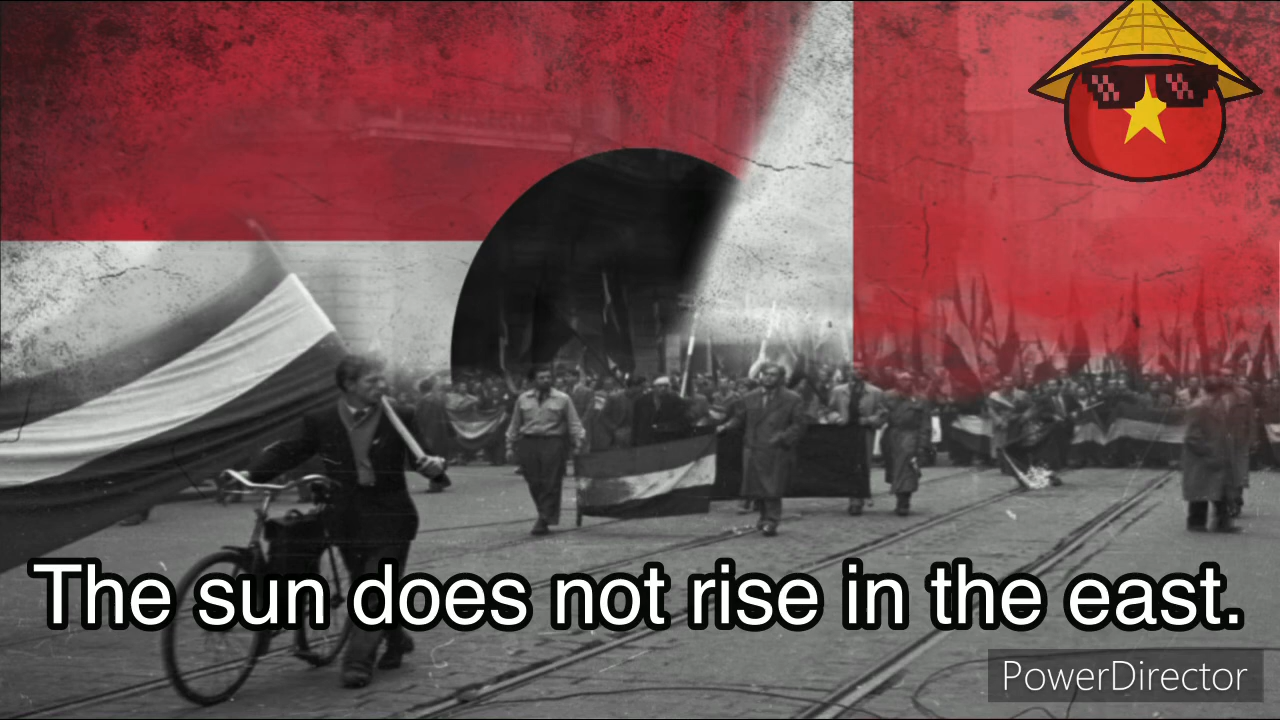 The sun does not rise in the east.
PowerDirector